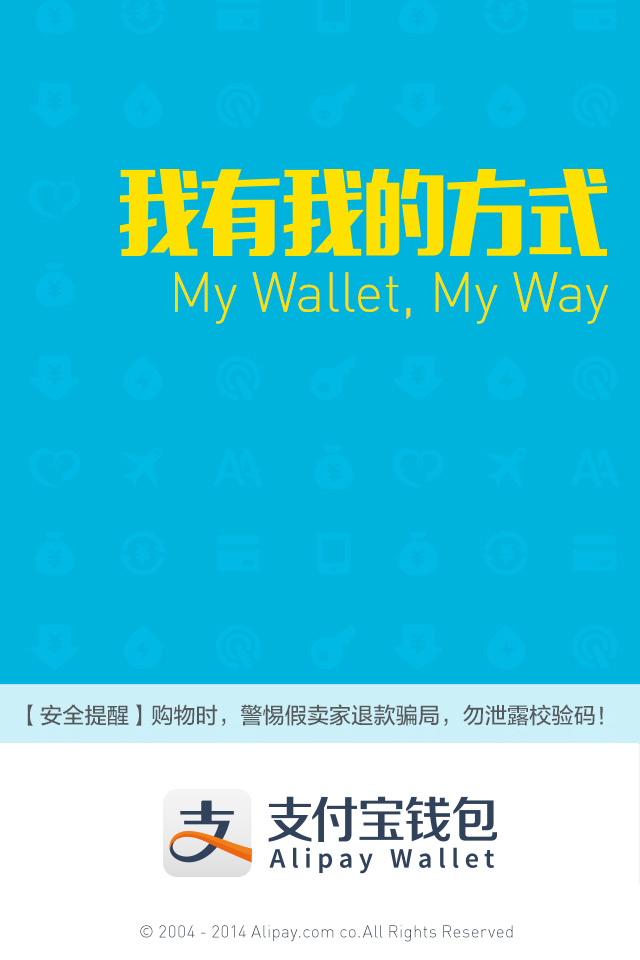 我有我的方式
My Wallet, My Way
【安全提醒】购物时，警惕假卖家退款骗局，勿泄露校验码！
支 支付宝钱包
Alipay Wallet
© 2004 - 2014 Alipay.com co.All Rights Reserved